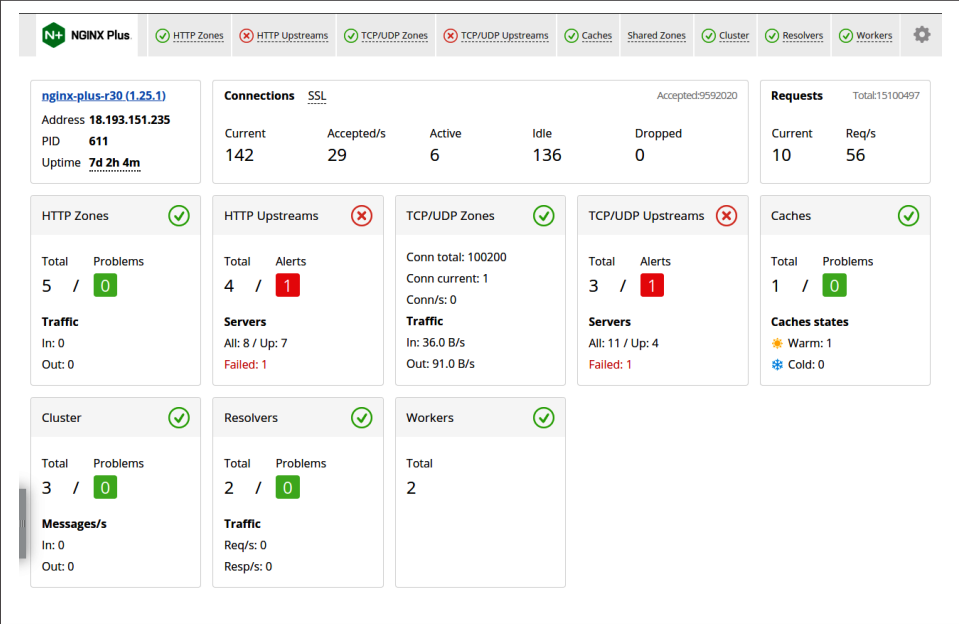 N+ NGINX Plus. HTTP Zones HTTP Upstreams TCP/UDP Zones TCP/UDP Upstreams Caches Shared Zones Cluster Resolvers Workers
nginx-plus-r30 (1.25.1)
Address 18.193.151.235
PID 611
Uptime 7d 2h 4m
Connections SSL Accepted:9592020
Current Accepted/s Active Idle Dropped
142 29 6 136 0
Requests Total:15100497
Current Req/s
10 56
HTTP Zones
Total Problems
5 / 0
Traffic
In: 0
Out: 0
HTTP Upstreams
Total Alerts
4 / 1
Servers
All: 8 / Up: 7
Failed: 1
TCP/UDP Zones
Conn total: 100200
Conn current: 1
Conn/s: 0
Traffic
In: 36.0 B/s
Out: 91.0 B/s
TCP/UDP Upstreams
Total Alerts
3 / 1
Servers
All: 11 / Up: 4
Failed: 1
Caches
Total Problems
1 / 0
Caches states
Warm: 1
Cold: 0
Cluster
Total Problems
3 / 0
Messages/s
In: 0
Out: 0
Resolvers
Total Problems
2 / 0
Traffic
Req/s: 0
Resp/s: 0
Workers
Total
2